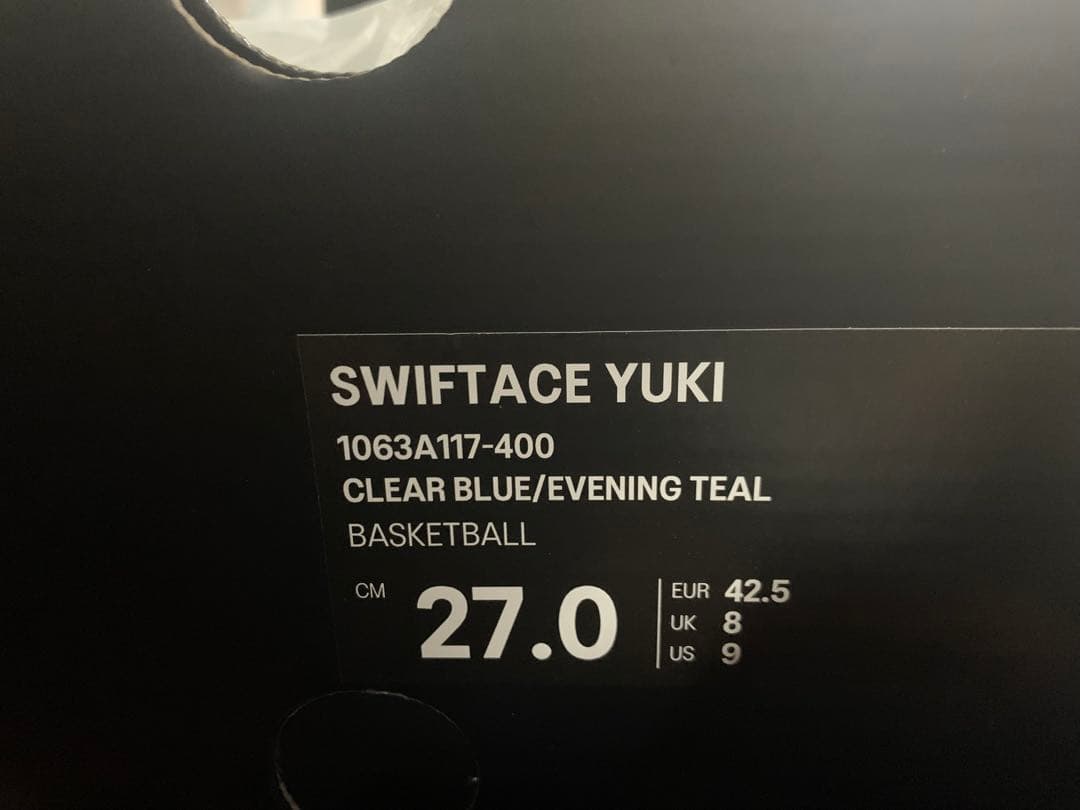 SWIFTACE YUKI
1063A117-400
CLEAR BLUE/EVENING TEAL
BASKETBALL
CM 27.0
EUR 42.5
UK 8
US 9